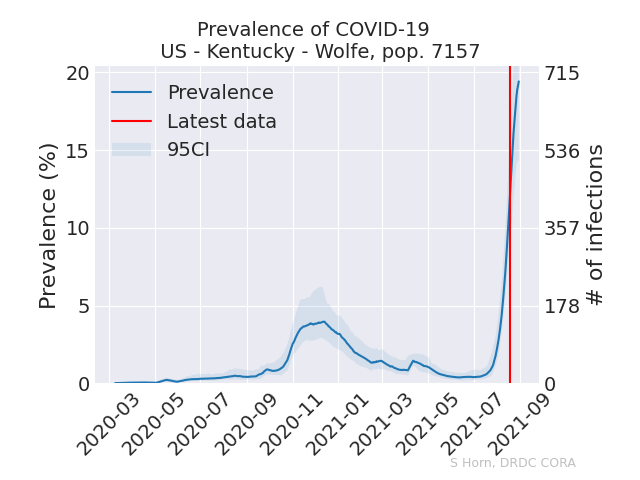 Prevalence of COVID-19
US - Kentucky - Wolfe, pop. 7157
Prevalence
Latest data
95CI
Prevalence (%)
20
15
10
5
0
715
536
357
178
0
# of infections
2020-03
2020-05
2020-07
2020-09
2020-11
2021-01
2021-03
2021-05
2021-07
2021-09
S Horn, DRDC CORA